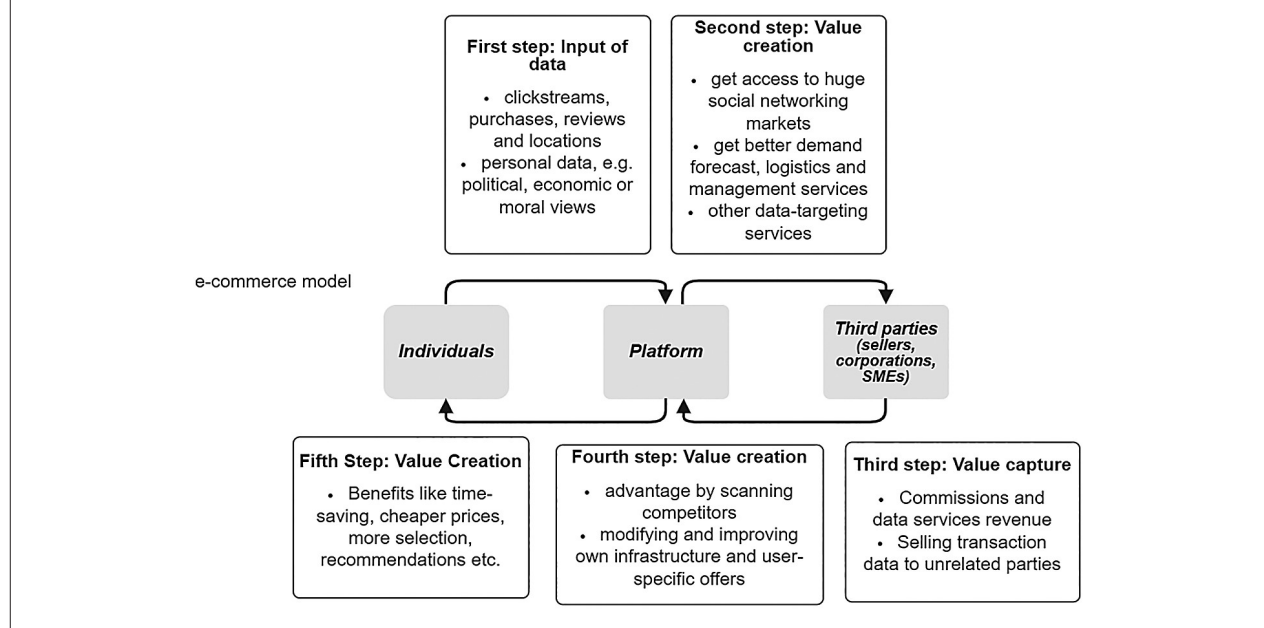 First step: Input of
data
• clickstreams,
purchases, reviews
and locations
• personal data, e.g.
political, economic or
moral views
Second step: Value
creation
• get access to huge
social networking
markets
• get better demand
forecast, logistics and
management services
• other data-targeting
services
e-commerce model
Individuals
Platform
Third parties
(sellers,
corporations,
SMEs)
Fifth Step: Value Creation
• Benefits like time-
saving, cheaper prices,
more selection,
recommendations etc.
Fourth step: Value creation
• advantage by scanning
competitors
• modifying and improving
own infrastructure and user-
specific offers
Third step: Value capture
• Commissions and
data services revenue
• Selling transaction
data to unrelated parties